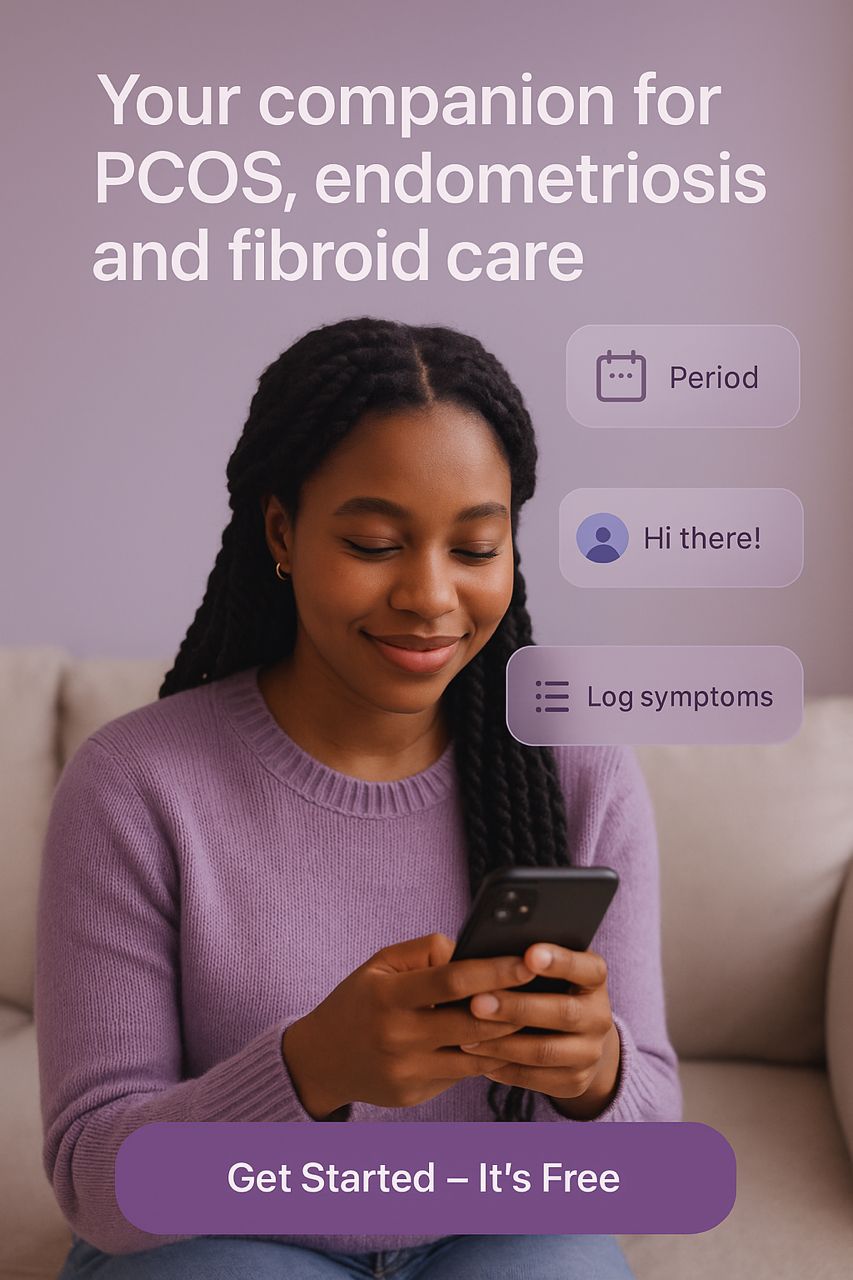 Your companion for
PCOS, endometriosis
and fibroid care
Period
Hi there!
Log symptoms
Get Started – It's Free